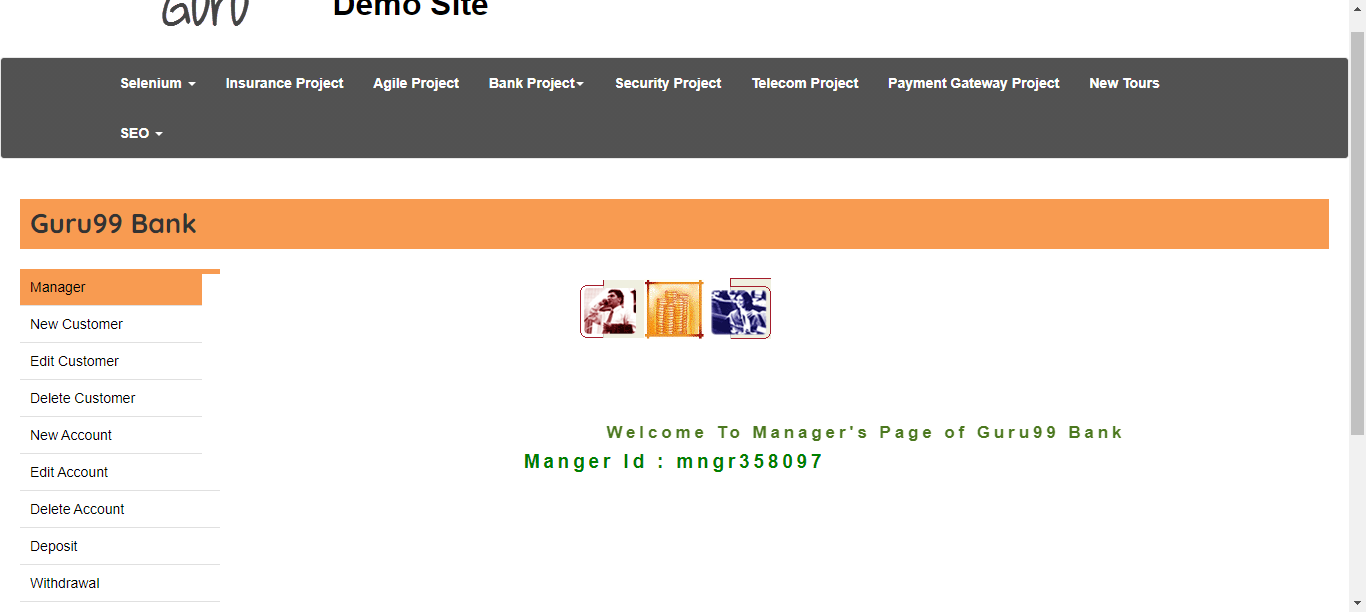 Guru
Demo Site
Selenium
Insurance Project
Agile Project
Bank Project
Security Project
Telecom Project
Payment Gateway Project
New Tours
SEO
Guru99 Bank
Manager
New Customer
Edit Customer
Delete Customer
New Account
Edit Account
Delete Account
Deposit
Withdrawal
Welcome To Manager's Page of Guru99 Bank
Manger Id : mngr358097